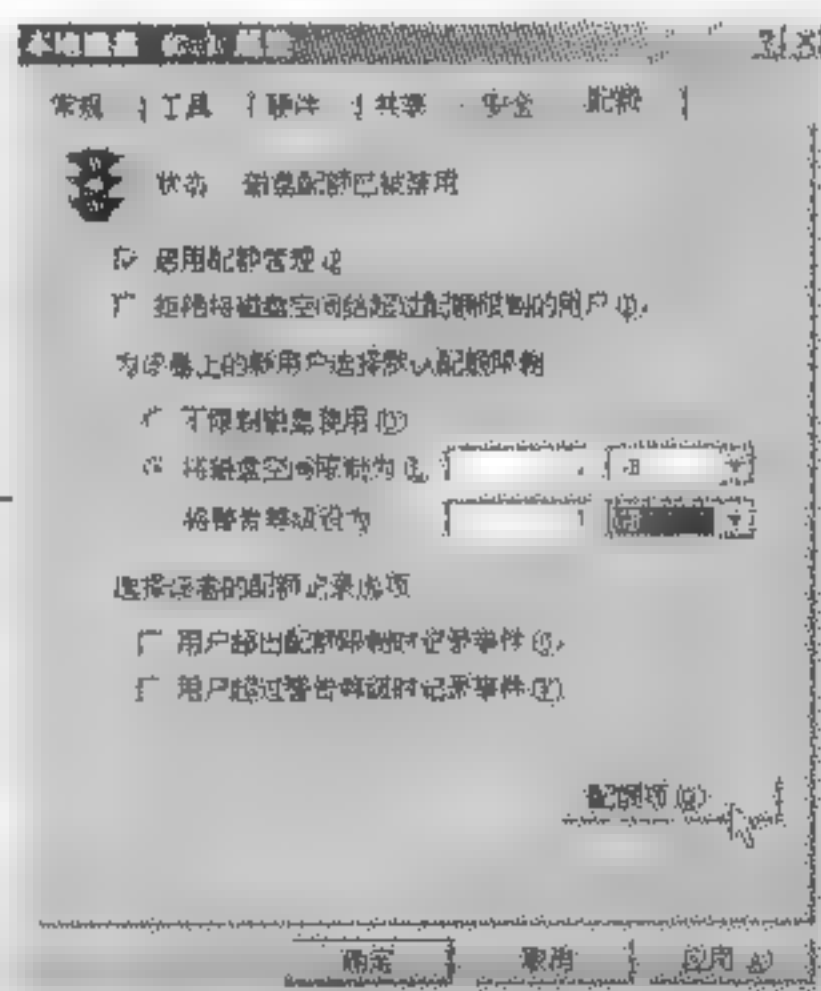 常规 工具 硬件 共享 安全 配额
状态 磁盘配额已被禁用
启用配额管理
拒绝将磁盘空间给超过配额限制的用户
为该卷上的新用户选择默认配额限制
不限制磁盘使用(D)
将磁盘空间限制为(L)
将警告等级设为
选择该卷的配额记录选项
用户超出配额限制时记录事件
用户超过警告等级时记录事件(V)
配额项(Q)
确定 取消 应用(A)